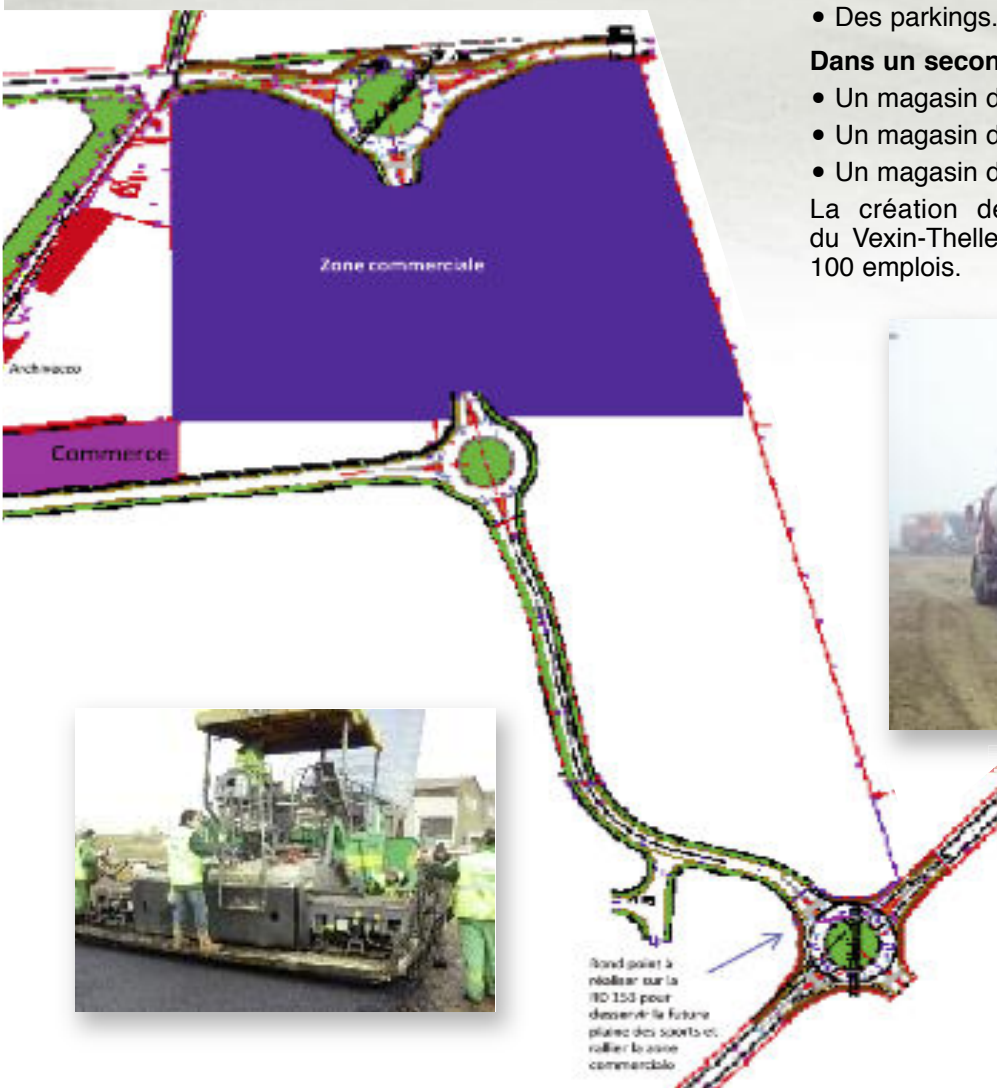 • Des parkings.
Dans un secon
• Un magasin d
• Un magasin d
• Un magasin d
La création de
du Vexin-Thelle
100 emplois.
Zone commerciale
Commerce
Rond point à
réaliser sur la
RD 153 pour
desservir la future
plaine des sports et
rallier la zone
commerciale